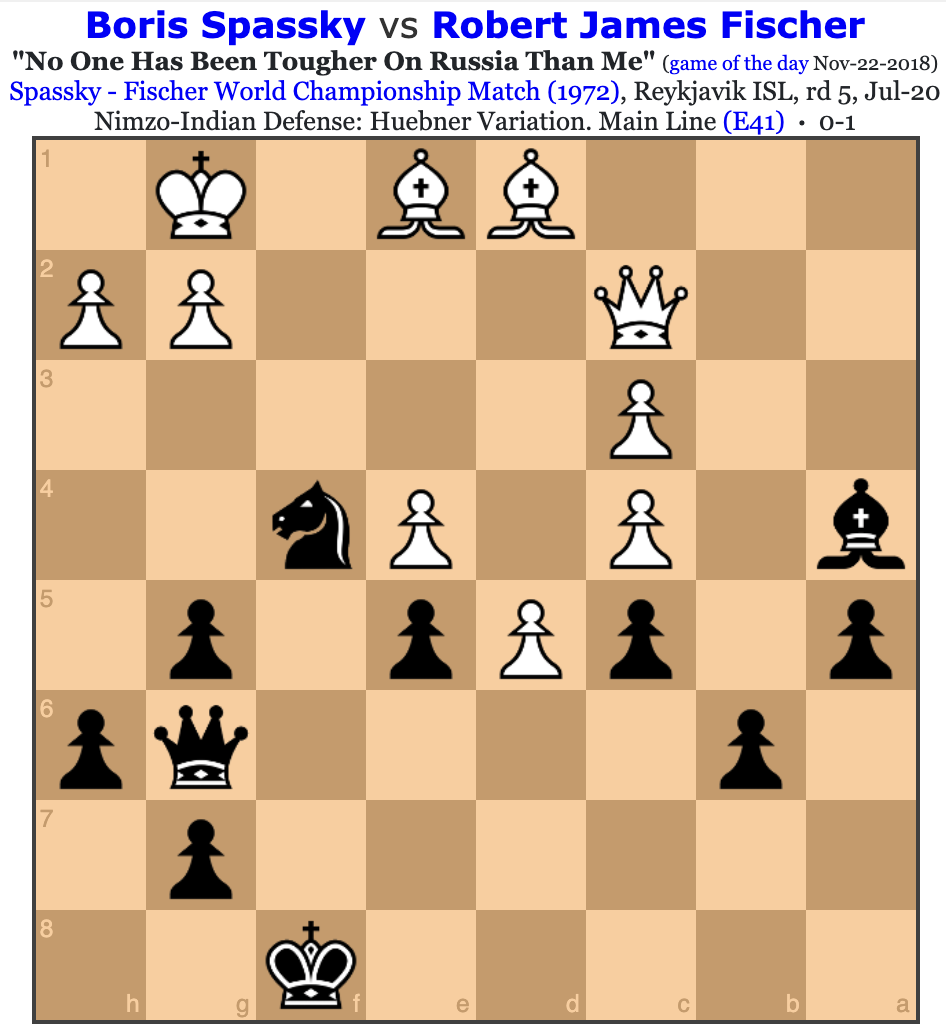 Boris Spassky vs Robert James Fischer
"No One Has Been Tougher On Russia Than Me" (game of the day Nov-22-2018)
Spassky - Fischer World Championship Match (1972), Reykjavik ISL, rd 5, Jul-20
Nimzo-Indian Defense: Huebner Variation. Main Line (E41) · 0-1
1
2
3
4
5
6
7
8
h g f e d c b a